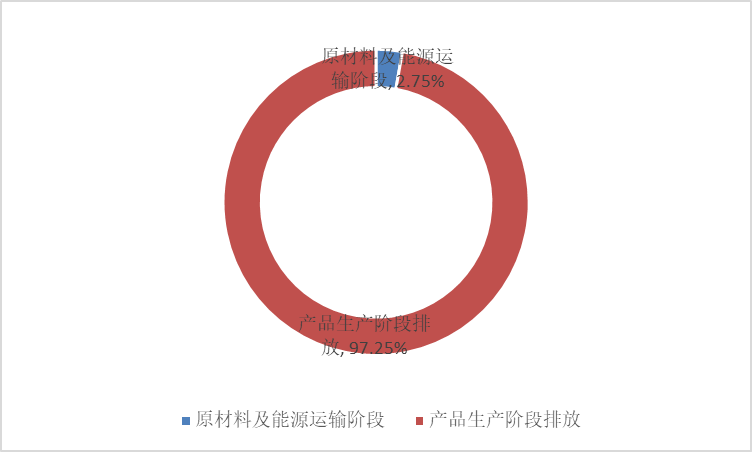 原材料及能源运
输阶段, 2.75%
产品生产阶段排
放, 97.25%
原材料及能源运输阶段
产品生产阶段排放